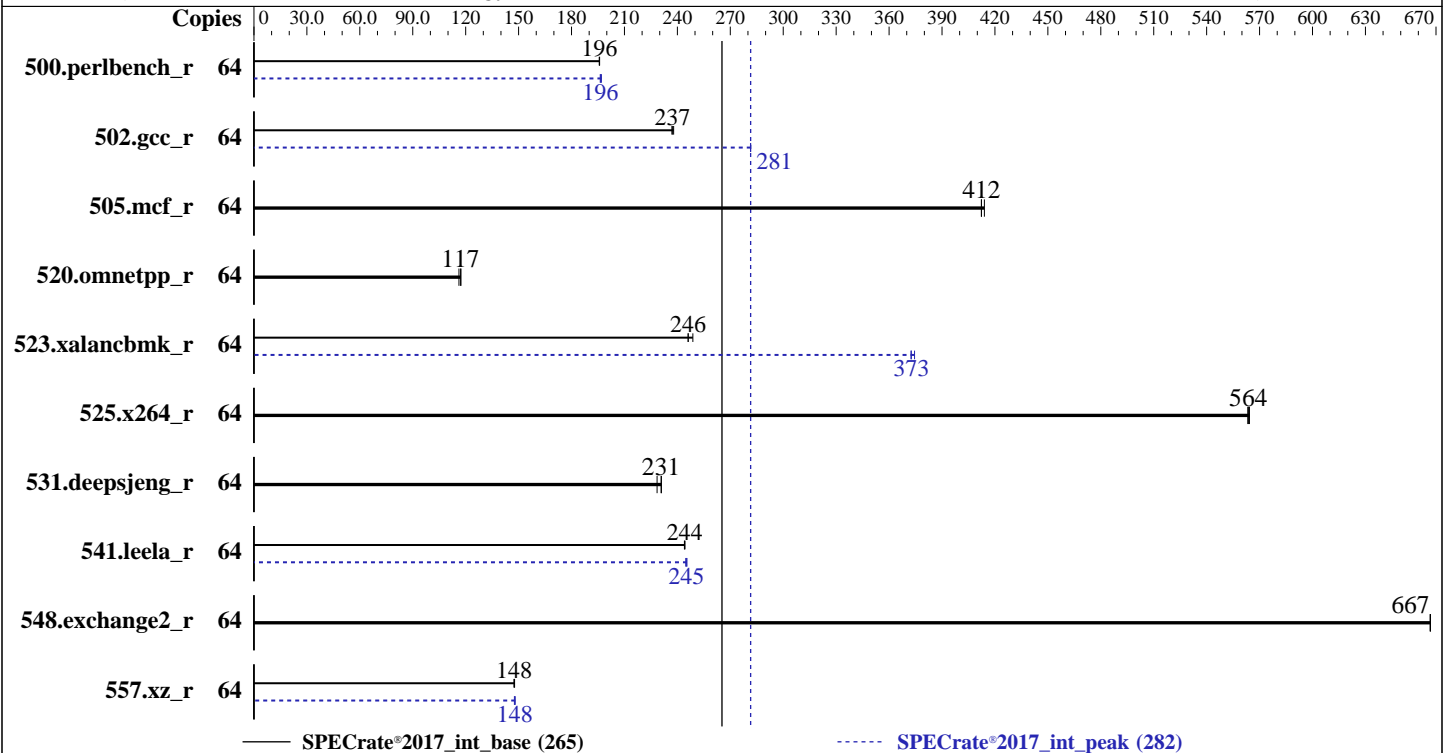 Copies 0 30.0 60.0 90.0 120 150 180 210 240 270 300 330 360 390 420 450 480 510 540 570 600 630 670
196
500.perlbench_r 64
196
237
502.gcc_r 64
281
412
505.mcf_r 64
117
520.omnetpp_r 64
246
523.xalancbmk_r 64
373
564
525.x264_r 64
231
531.deepsjeng_r 64
244
541.leela_r 64
245
667
548.exchange2_r 64
148
557.xz_r 64
148
SPECrate®2017_int_base (265) SPECrate®2017_int_peak (282)